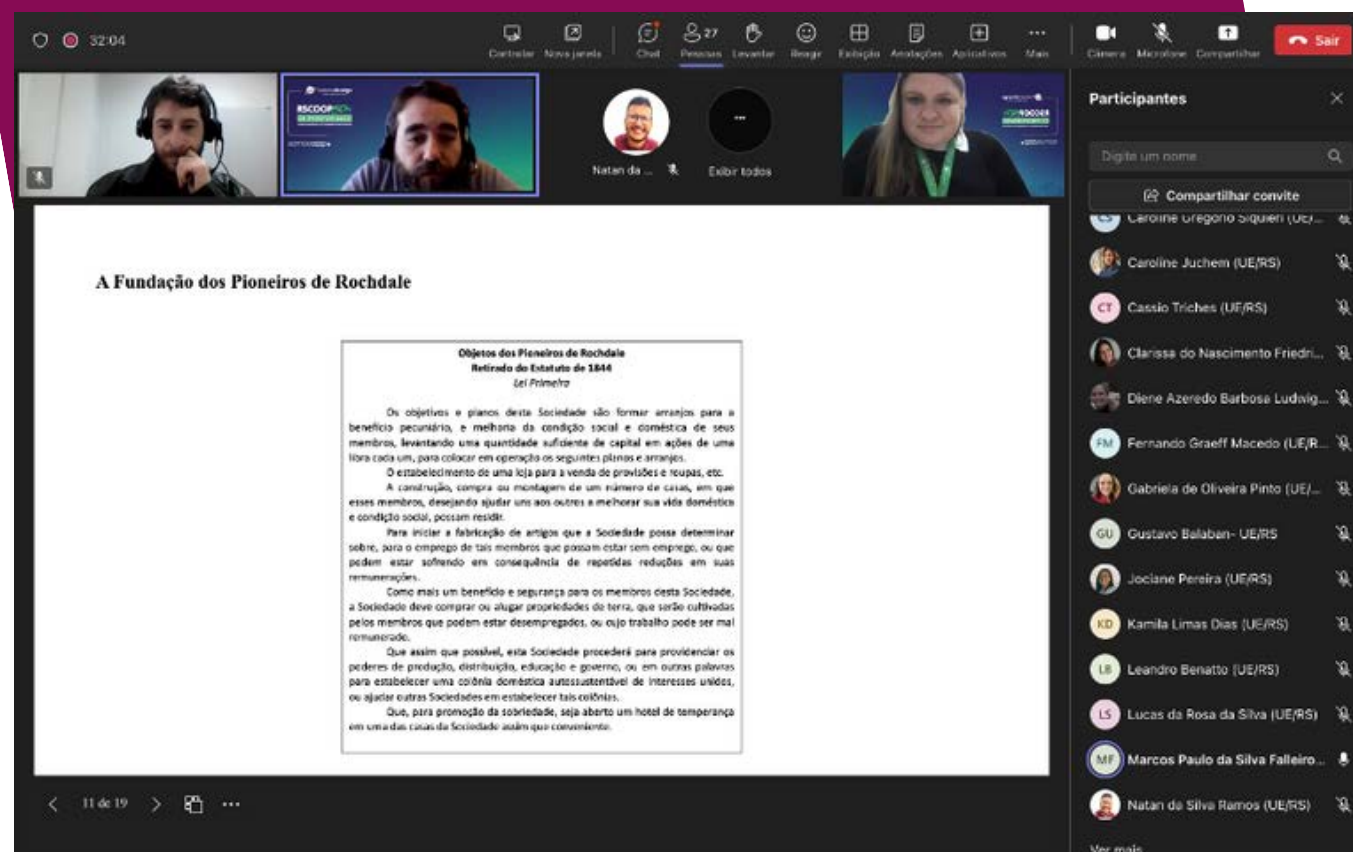 32:04
Controlar Nova janela Chat Pessoas 27 Levantar Reagir Exibição Anotações Aplicativos Mais Câmera Microfone Compartilhar Sair
RSCOOP
Natan da ...
Exibir todos
Participantes
Digite um nome
Compartilhar convite
CS Caroline Gregorio Siquieri (UE/...
Caroline Juchem (UE/RS)
CT Cassio Triches (UE/RS)
Clarissa do Nascimento Friedri...
Diene Azeredo Barbosa Ludwig...
FM Fernando Graeff Macedo (UE/R...
Gabriela de Oliveira Pinto (UE/...
GU Gustavo Balaban- UE/RS
Jociane Pereira (UE/RS)
KD Kamila Limas Dias (UE/RS)
LB Leandro Benatto (UE/RS)
LS Lucas da Rosa da Silva (UE/RS)
MF Marcos Paulo da Silva Falleiro...
Natan da Silva Ramos (UE/RS)
Ver mais
A Fundação dos Pioneiros de Rochdale
Objetos dos Pioneiros de Rochdale
Retirado do Estatuto de 1844
Lei Primeira
Os objetivos e planos desta Sociedade são formar arranjos para a
benefício pecuniário, e melhoria da condição social e doméstica de seus
membros, levantando uma quantidade suficiente de capital em ações de uma
libra cada um, para colocar em operação os seguintes planos e arranjos.
O estabelecimento de uma loja para a venda de provisões e roupas, etc.
A construção, compra ou montagem de um número de casas, em que
esses membros, desejando ajudar uns aos outros a melhorar sua vida doméstica
e condição social, possam residir.
Para iniciar a fabricação de artigos que a Sociedade possa determinar
sobre, para o emprego de tais membros que possam estar sem emprego, ou que
podem estar sofrendo em consequência de repetidas reduções em suas
remunerações.
Como mais um benefício e segurança para os membros desta Sociedade,
a Sociedade deve comprar ou alugar propriedades de terra, que serão cultivadas
pelos membros que podem estar desempregados, ou cujo trabalho pode ser mal
remunerado.
Que assim que possível, esta Sociedade procederá para providenciar os
poderes de produção, distribuição, educação e governo, ou em outras palavras
para estabelecer uma colônia doméstica autossustentável de interesses unidos,
ou ajudar outras Sociedades em estabelecer tais colônias.
Que, para promoção da sobriedade, seja aberto um hotel de temperança
em uma das casas da Sociedade assim que conveniente.
11 de 19